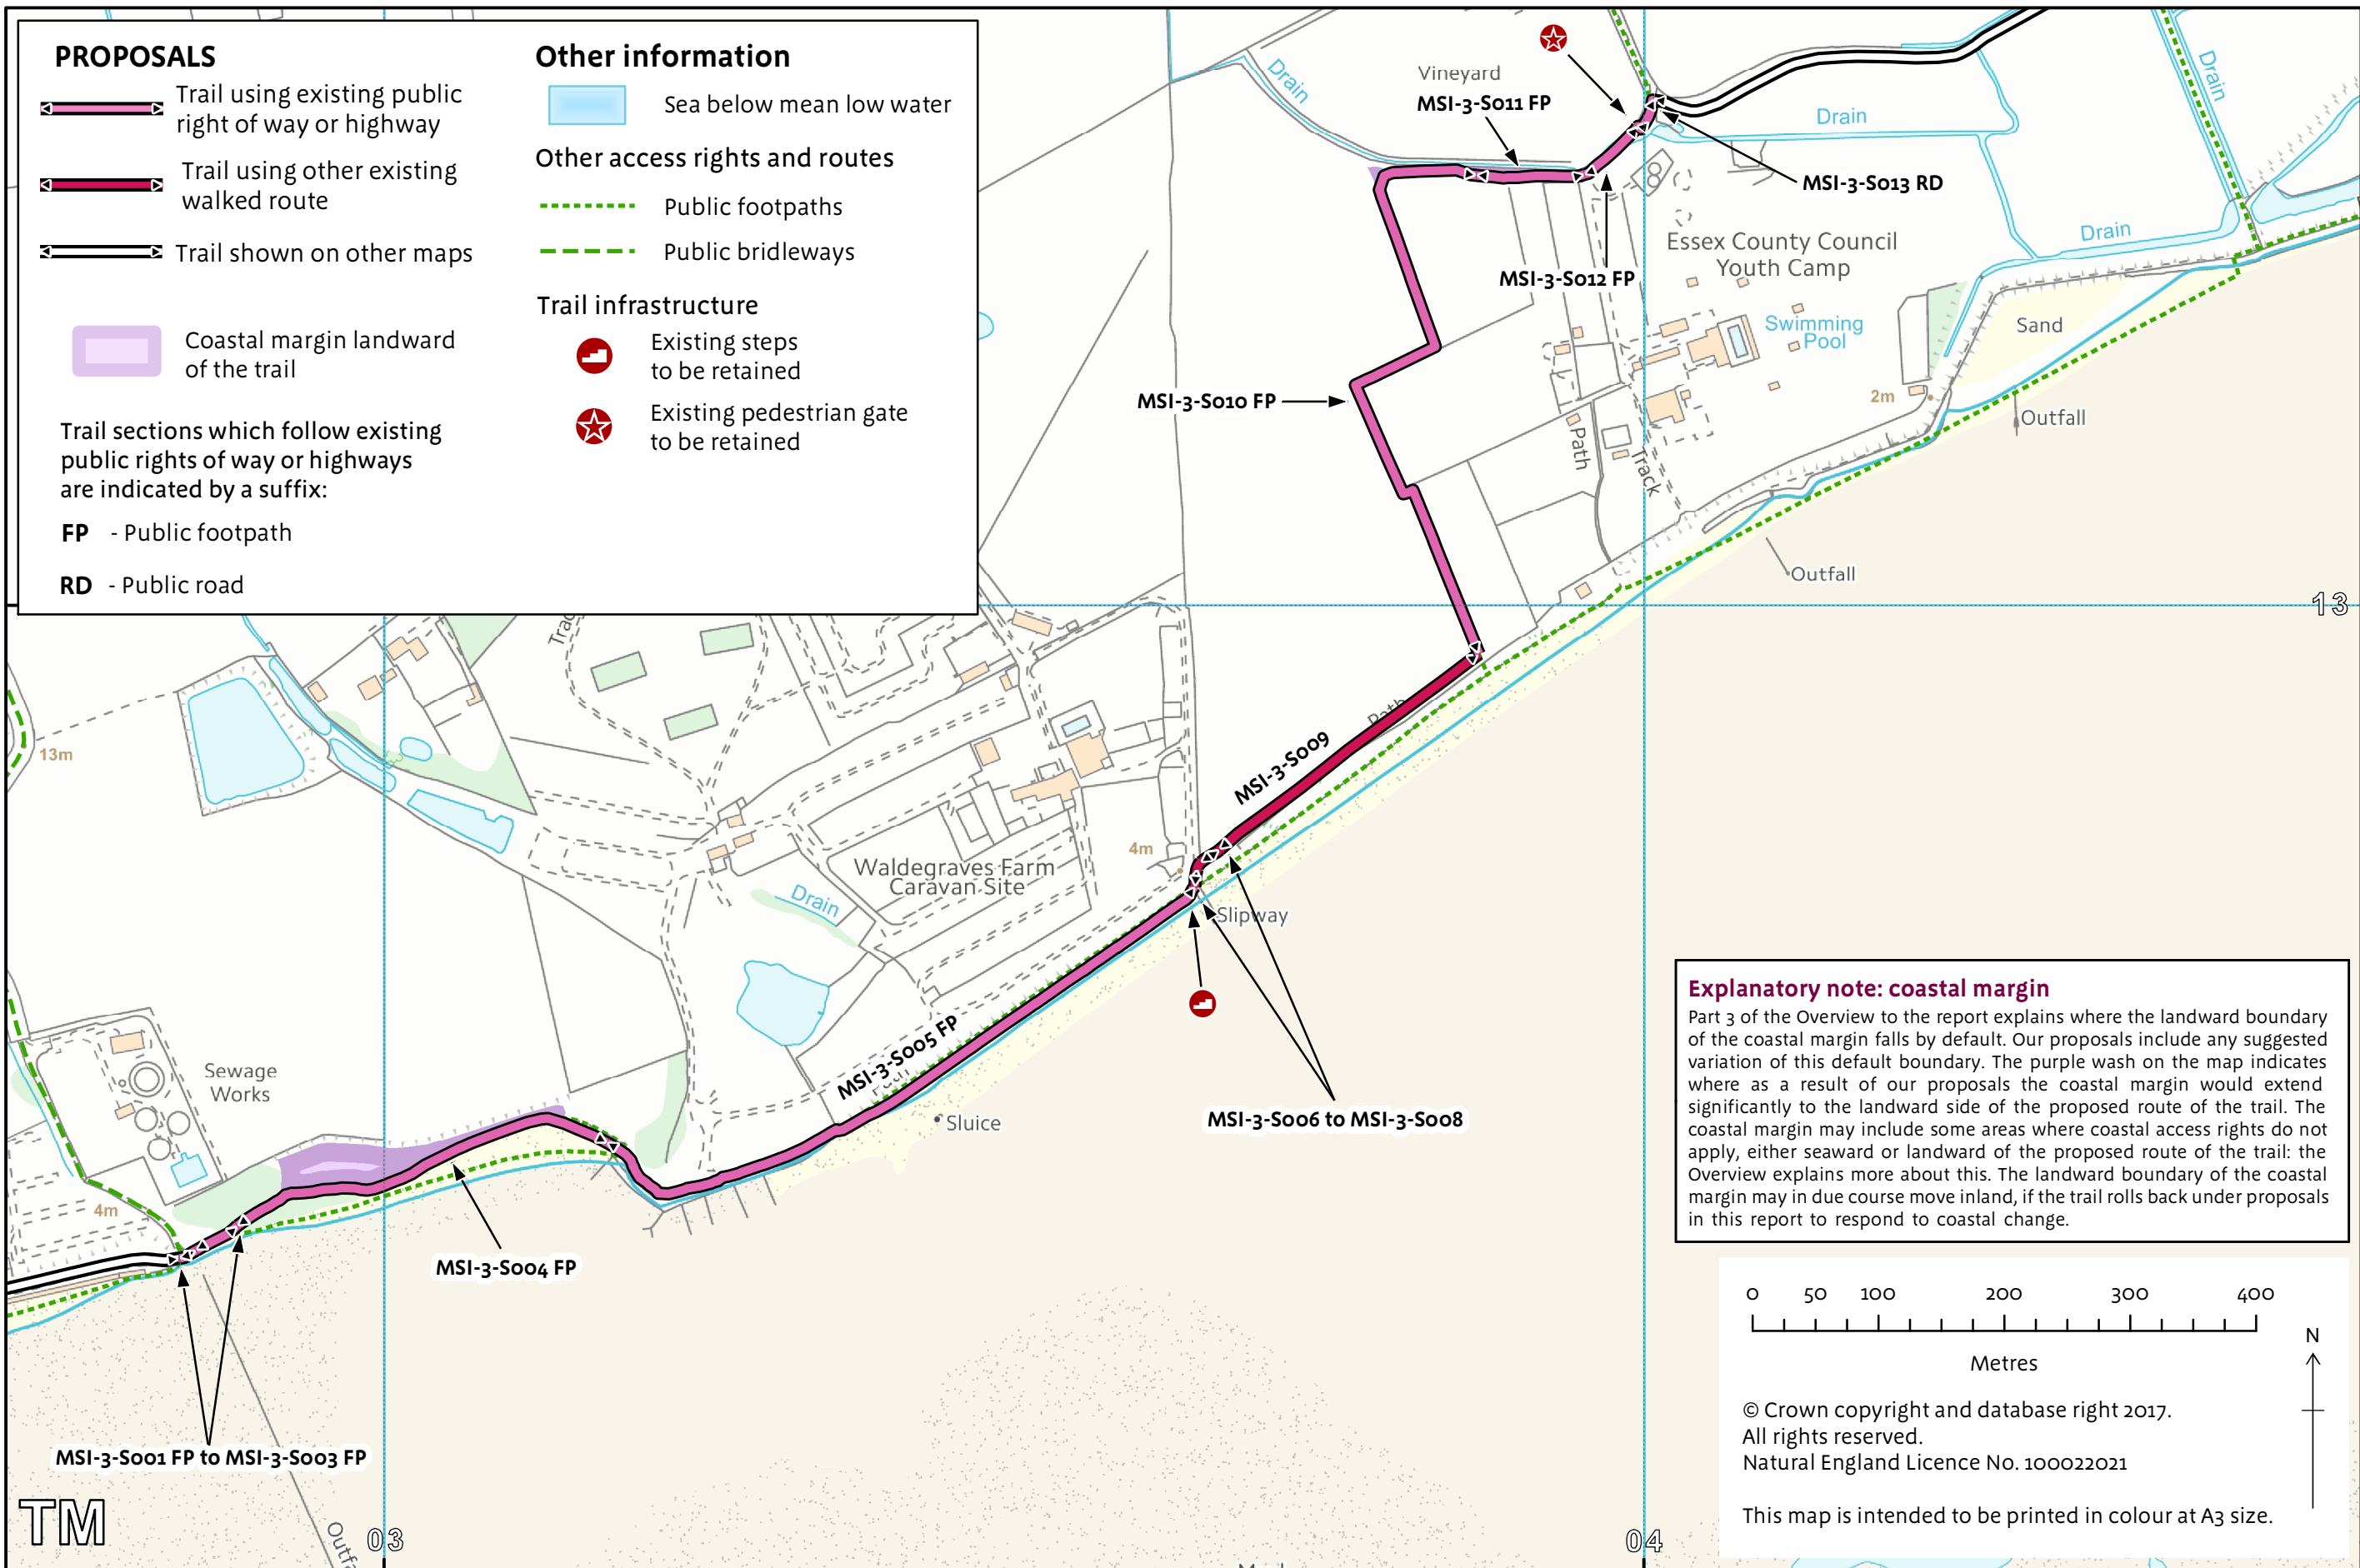 PROPOSALS
Trail using existing public
right of way or highway
Trail using other existing
walked route
Trail shown on other maps
Coastal margin landward
of the trail
Trail sections which follow existing
public rights of way or highways
are indicated by a suffix:
FP - Public footpath
RD - Public road
Other information
Sea below mean low water
Other access rights and routes
Public footpaths
Public bridleways
Trail infrastructure
Existing steps
to be retained
Existing pedestrian gate
to be retained
Drain
Vineyard
MSI-3-S011 FP
Drain
Drain
MSI-3-S013 RD
Drain
Essex County Council
Youth Camp
MSI-3-S012 FP
Swimming
Pool
Sand
2m
Outfall
MSI-3-S010 FP
Path
Track
Outfall
13
13m
Path
MSI-3-S009
4m
Waldegraves Farm
Caravan Site
Drain
Slipway
MSI-3-S005 FP
Sewage
Works
Sluice
MSI-3-S006 to MSI-3-S008
4m
MSI-3-S004 FP
MSI-3-S001 FP to MSI-3-S003 FP
TM
03
04
Explanatory note: coastal margin
Part 3 of the Overview to the report explains where the landward boundary
of the coastal margin falls by default. Our proposals include any suggested
variation of this default boundary. The purple wash on the map indicates
where as a result of our proposals the coastal margin would extend
significantly to the landward side of the proposed route of the trail. The
coastal margin may include some areas where coastal access rights do not
apply, either seaward or landward of the proposed route of the trail: the
Overview explains more about this. The landward boundary of the coastal
margin may in due course move inland, if the trail rolls back under proposals
in this report to respond to coastal change.
0 50 100 200 300 400
Metres
N
© Crown copyright and database right 2017.
All rights reserved.
Natural England Licence No. 100022021
This map is intended to be printed in colour at A3 size.